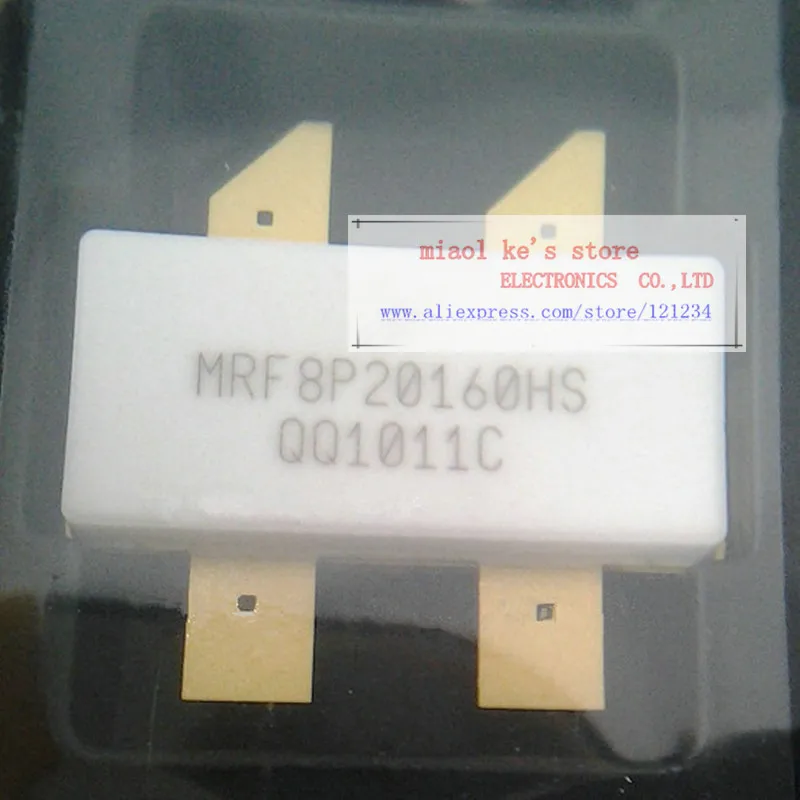 miaol ke's store
ELECTRONICS CO.,LTD
www.aliexpress.com/store/121234
MRF8P20160HS
QQ1011C